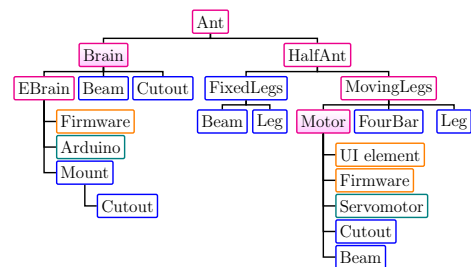 Ant
Brain HalfAnt
EBrain Beam Cutout FixedLegs MovingLegs
Firmware Beam Leg Motor FourBar Leg
Arduino UI element
Mount Firmware
Cutout Servomotor
Cutout
Beam